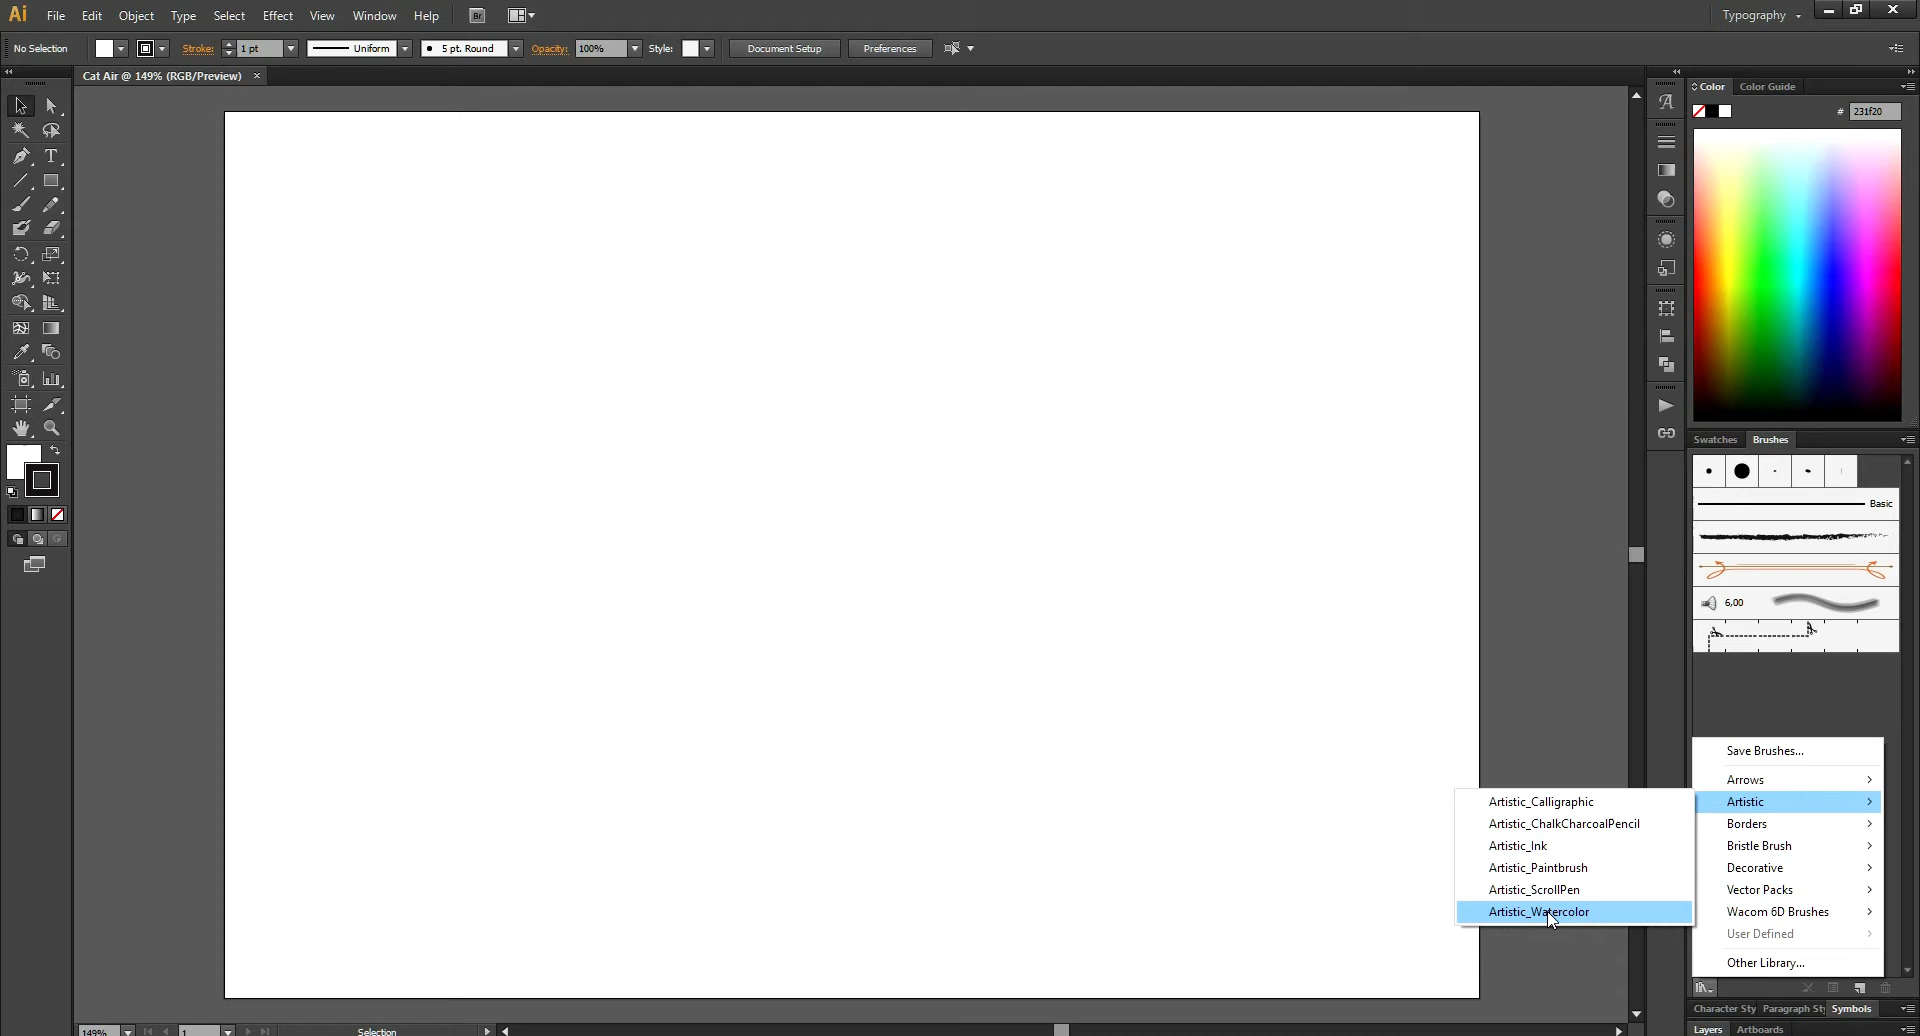 Ai File Edit Object Type Select Effect View Window Help Br Typography
No Selection Stroke: 1 pt Uniform 5 pt. Round Opacity: 100% Style: Document Setup Preferences
Cat Air @ 149% (RGB/Preview) ×
Color Color Guide
# 231f20
Swatches Brushes
Basic
6,00
Save Brushes...
Arrows
Artistic
Borders
Bristle Brush
Decorative
Vector Packs
Wacom 6D Brushes
User Defined
Other Library...
Artistic_Calligraphic
Artistic_ChalkCharcoalPencil
Artistic_Ink
Artistic_Paintbrush
Artistic_ScrollPen
Artistic_Watercolor
Character Sty Paragraph Sty Symbols
Layers Artboards
149% 1 Selection